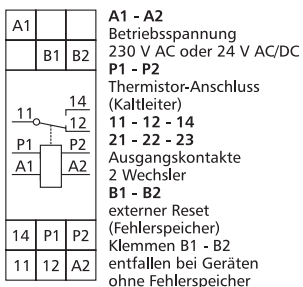 A1
B1 B2
11 14
12
P1 P2
A1 A2
14 P1 P2
11 12 A2
A1 - A2
Betriebsspannung
230 V AC oder 24 V AC/DC
P1 - P2
Thermistor-Anschluss
(Kaltleiter)
11 - 12 - 14
21 - 22 - 23
Ausgangskontakte
2 Wechsler
B1 - B2
externer Reset
(Fehlerspeicher)
Klemmen B1 - B2
entfallen bei Geräten
ohne Fehlerspeicher